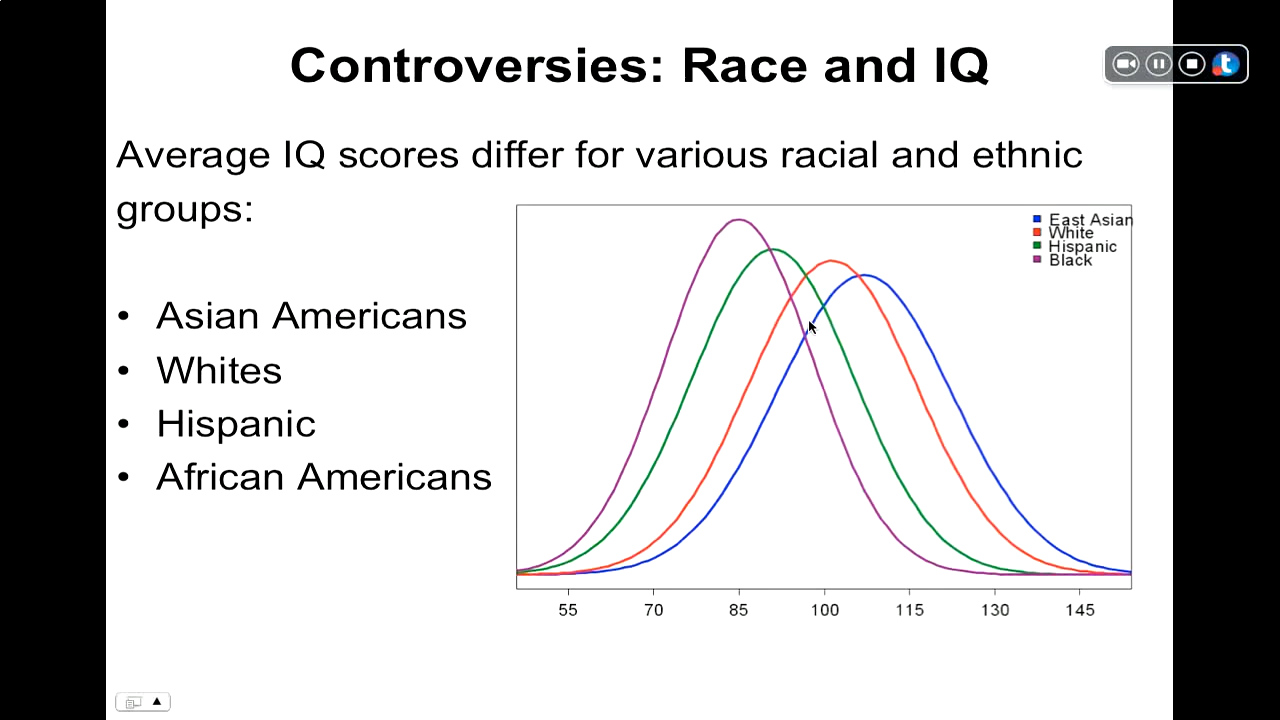 Controversies: Race and IQ
Average IQ scores differ for various racial and ethnic
groups:
• Asian Americans
• Whites
• Hispanic
• African Americans
East Asian
White
Hispanic
Black
55 70 85 100 115 130 145
t